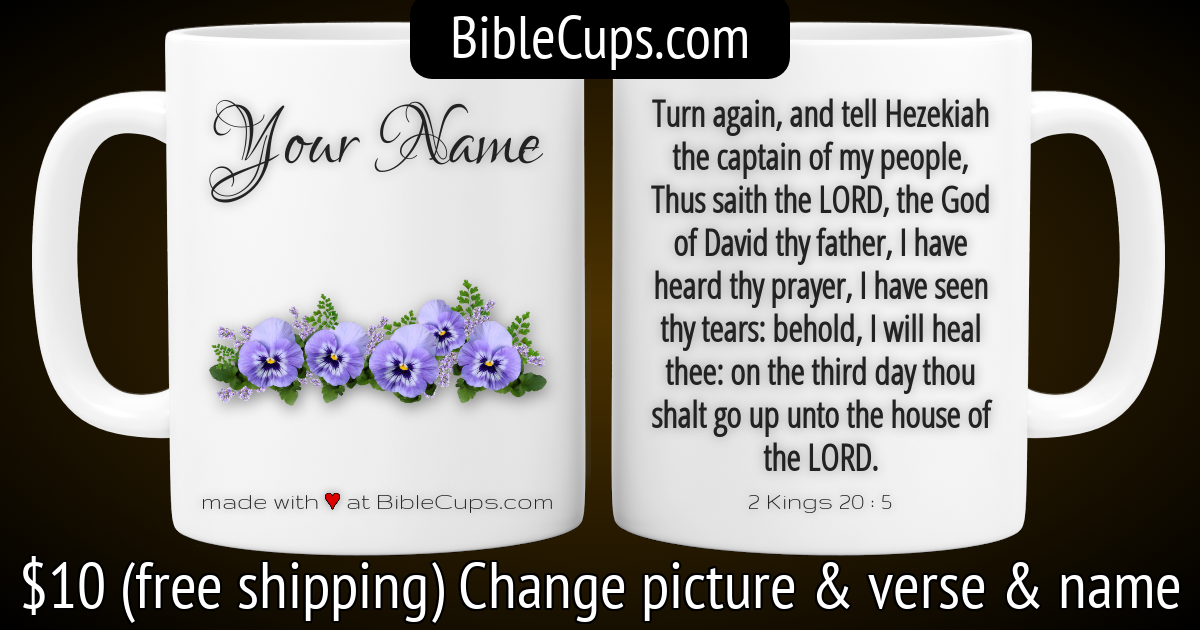 BibleCups.com
Your Name
made with ♥ at BibleCups.com
Turn again, and tell Hezekiah
the captain of my people,
Thus saith the LORD, the God
of David thy father, I have
heard thy prayer, I have seen
thy tears: behold, I will heal
thee: on the third day thou
shalt go up unto the house of
the LORD.
2 Kings 20 : 5
$10 (free shipping) Change picture & verse & name